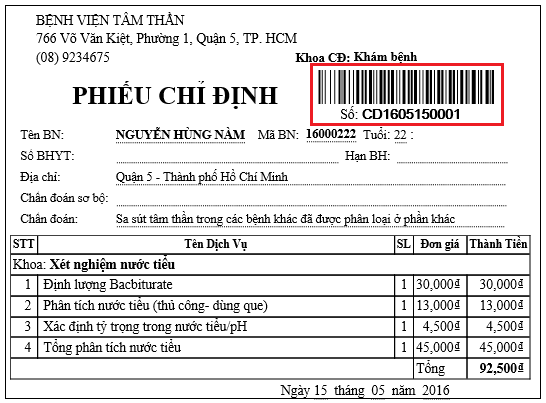 BỆNH VIỆN TÂM THẦN
766 Võ Văn Kiệt, Phường 1, Quận 5, TP. HCM
(08) 9234675
Khoa CĐ: Khám bệnh
PHIẾU CHỈ ĐỊNH
Số: CD1605150001
Tên BN: NGUYỄN HÙNG NĂM Mã BN: 16000222 Tuổi: 22 :
Số BHYT: Hạn BH:
Địa chỉ: Quận 5 - Thành phố Hồ Chí Minh
Chẩn đoán sơ bộ:
Chẩn đoán: Sa sút tâm thần trong các bệnh khác đã được phân loại ở phần khác
STT Tên Dịch Vụ SL Đơn giá Thành Tiền
Khoa: Xét nghiệm nước tiểu
1 Định lượng Bacbiturate 1 30,000đ 30,000đ
2 Phân tích nước tiểu (thủ công- dùng que) 1 13,000đ 13,000đ
3 Xác định tỷ trọng trong nước tiểu/pH 1 4,500đ 4,500đ
4 Tổng phân tích nước tiểu 1 45,000đ 45,000đ
Tổng 92,500đ
Ngày 15 tháng 05 năm 2016